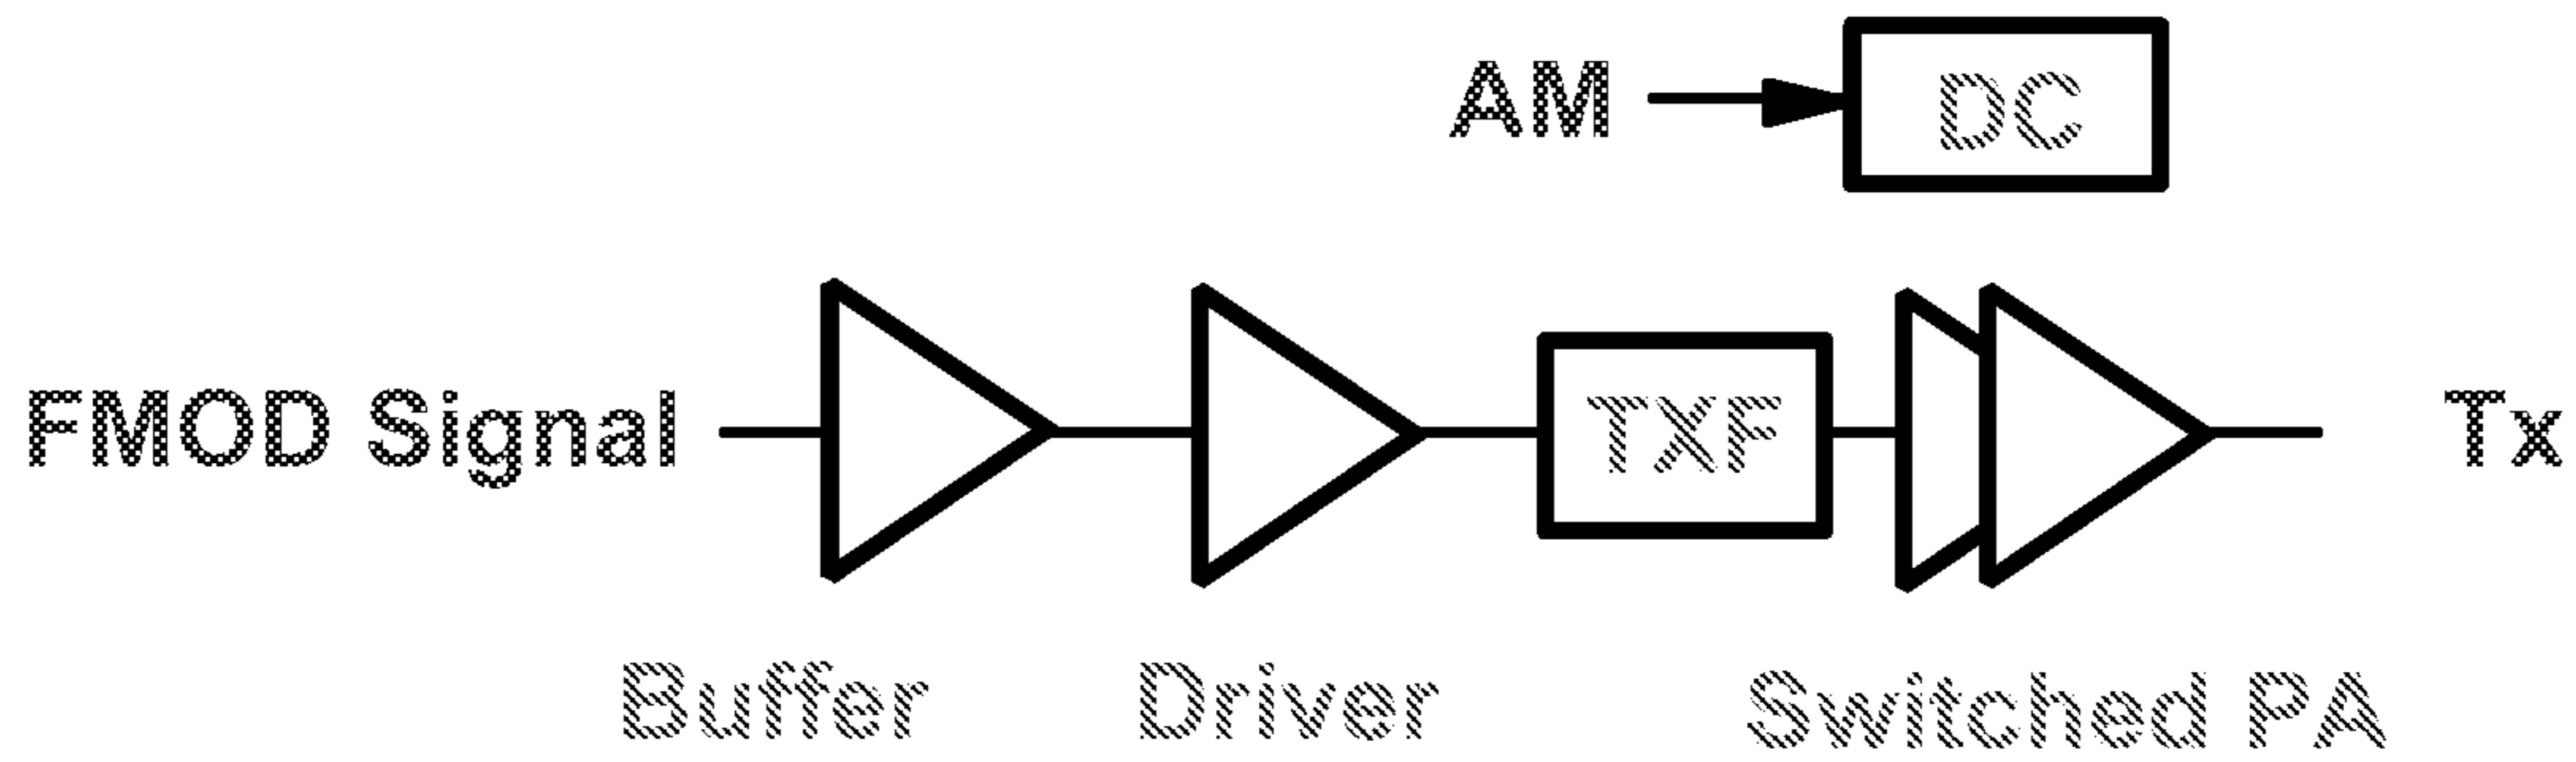 AM DC
FMOD Signal TXF Tx
Buffer Driver Switched PA